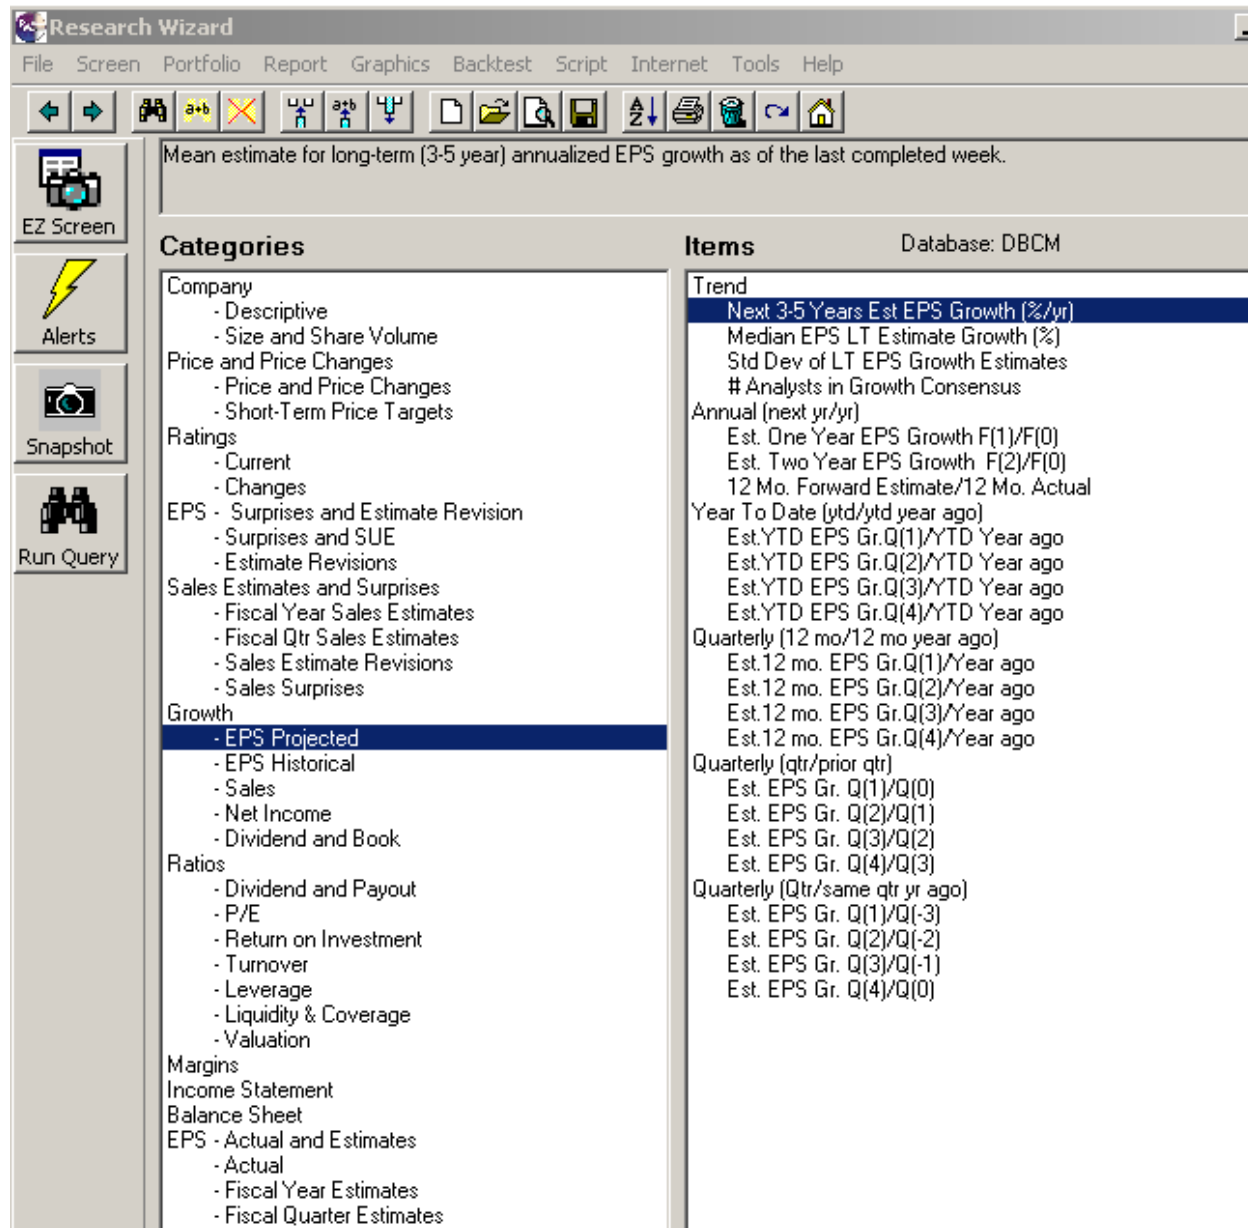 Research Wizard
File Screen Portfolio Report Graphics Backtest Script Internet Tools Help
a+b a+b A Z
Mean estimate for long-term (3-5 year) annualized EPS growth as of the last completed week.
EZ Screen
Alerts
Snapshot
Run Query
Categories
Company
- Descriptive
- Size and Share Volume
Price and Price Changes
- Price and Price Changes
- Short-Term Price Targets
Ratings
- Current
- Changes
EPS - Surprises and Estimate Revision
- Surprises and SUE
- Estimate Revisions
Sales Estimates and Surprises
- Fiscal Year Sales Estimates
- Fiscal Qtr Sales Estimates
- Sales Estimate Revisions
- Sales Surprises
Growth
- EPS Projected
- EPS Historical
- Sales
- Net Income
- Dividend and Book
Ratios
- Dividend and Payout
- P/E
- Return on Investment
- Turnover
- Leverage
- Liquidity & Coverage
- Valuation
Margins
Income Statement
Balance Sheet
EPS - Actual and Estimates
- Actual
- Fiscal Year Estimates
- Fiscal Quarter Estimates
Items Database: DBCM
Trend
Next 3-5 Years Est EPS Growth (%/yr)
Median EPS LT Estimate Growth (%)
Std Dev of LT EPS Growth Estimates
# Analysts in Growth Consensus
Annual (next yr/yr)
Est. One Year EPS Growth F(1)/F(0)
Est. Two Year EPS Growth F(2)/F(0)
12 Mo. Forward Estimate/12 Mo. Actual
Year To Date (ytd/ytd year ago)
Est.YTD EPS Gr.Q(1)/YTD Year ago
Est.YTD EPS Gr.Q(2)/YTD Year ago
Est.YTD EPS Gr.Q(3)/YTD Year ago
Est.YTD EPS Gr.Q(4)/YTD Year ago
Quarterly (12 mo/12 mo year ago)
Est.12 mo. EPS Gr.Q(1)/Year ago
Est.12 mo. EPS Gr.Q(2)/Year ago
Est.12 mo. EPS Gr.Q(3)/Year ago
Est.12 mo. EPS Gr.Q(4)/Year ago
Quarterly (qtr/prior qtr)
Est. EPS Gr. Q(1)/Q(0)
Est. EPS Gr. Q(2)/Q(1)
Est. EPS Gr. Q(3)/Q(2)
Est. EPS Gr. Q(4)/Q(3)
Quarterly (Qtr/same qtr yr ago)
Est. EPS Gr. Q(1)/Q(-3)
Est. EPS Gr. Q(2)/Q(-2)
Est. EPS Gr. Q(3)/Q(-1)
Est. EPS Gr. Q(4)/Q(0)